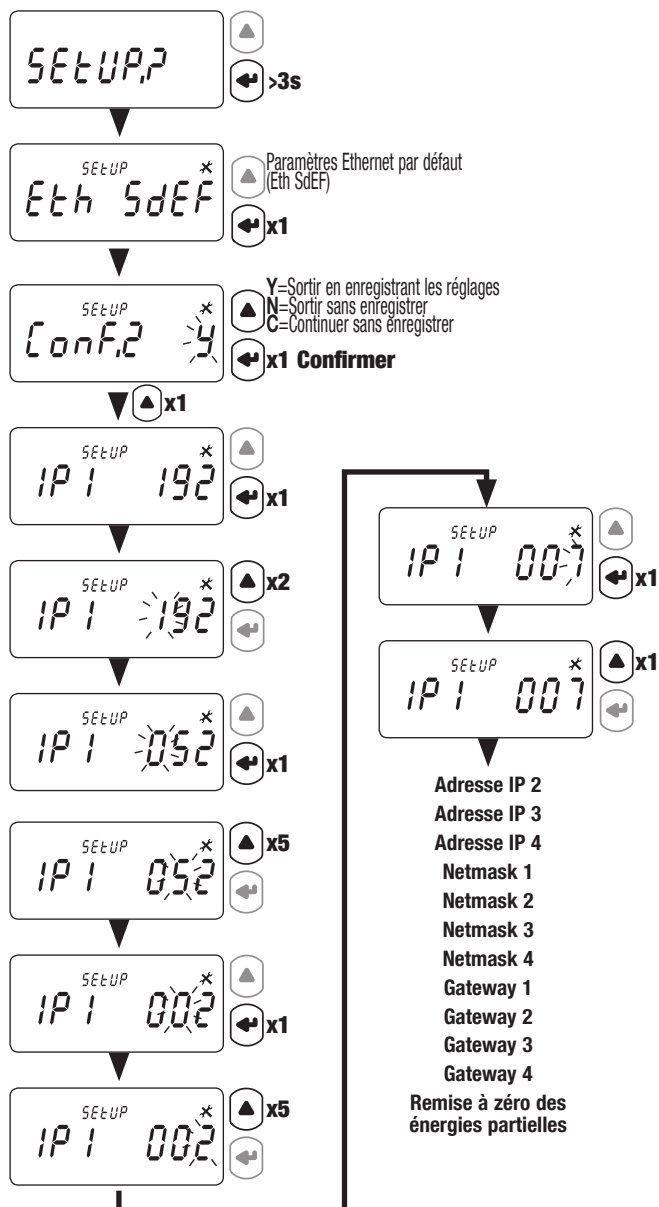 SEtUP.?
>3s
SEtUP
Eth SdEF
Paramètres Ethernet par défaut
(Eth SdEF)
x1
SEtUP
ConF.2 Y
Y=Sortir en enregistrant les réglages
N=Sortir sans enregistrer
C=Continuer sans enregistrer
x1 Confirmer
x1
SEtUP
IP1 192
x1
SEtUP
IP1 192
x2
SEtUP
IP1 052
x1
SEtUP
IP1 052
x5
SEtUP
IP1 002
x1
SEtUP
IP1 002
x5
SEtUP
IP1 007
x1
SEtUP
IP1 007
x1
Adresse IP 2
Adresse IP 3
Adresse IP 4
Netmask 1
Netmask 2
Netmask 3
Netmask 4
Gateway 1
Gateway 2
Gateway 3
Gateway 4
Remise à zéro des
énergies partielles